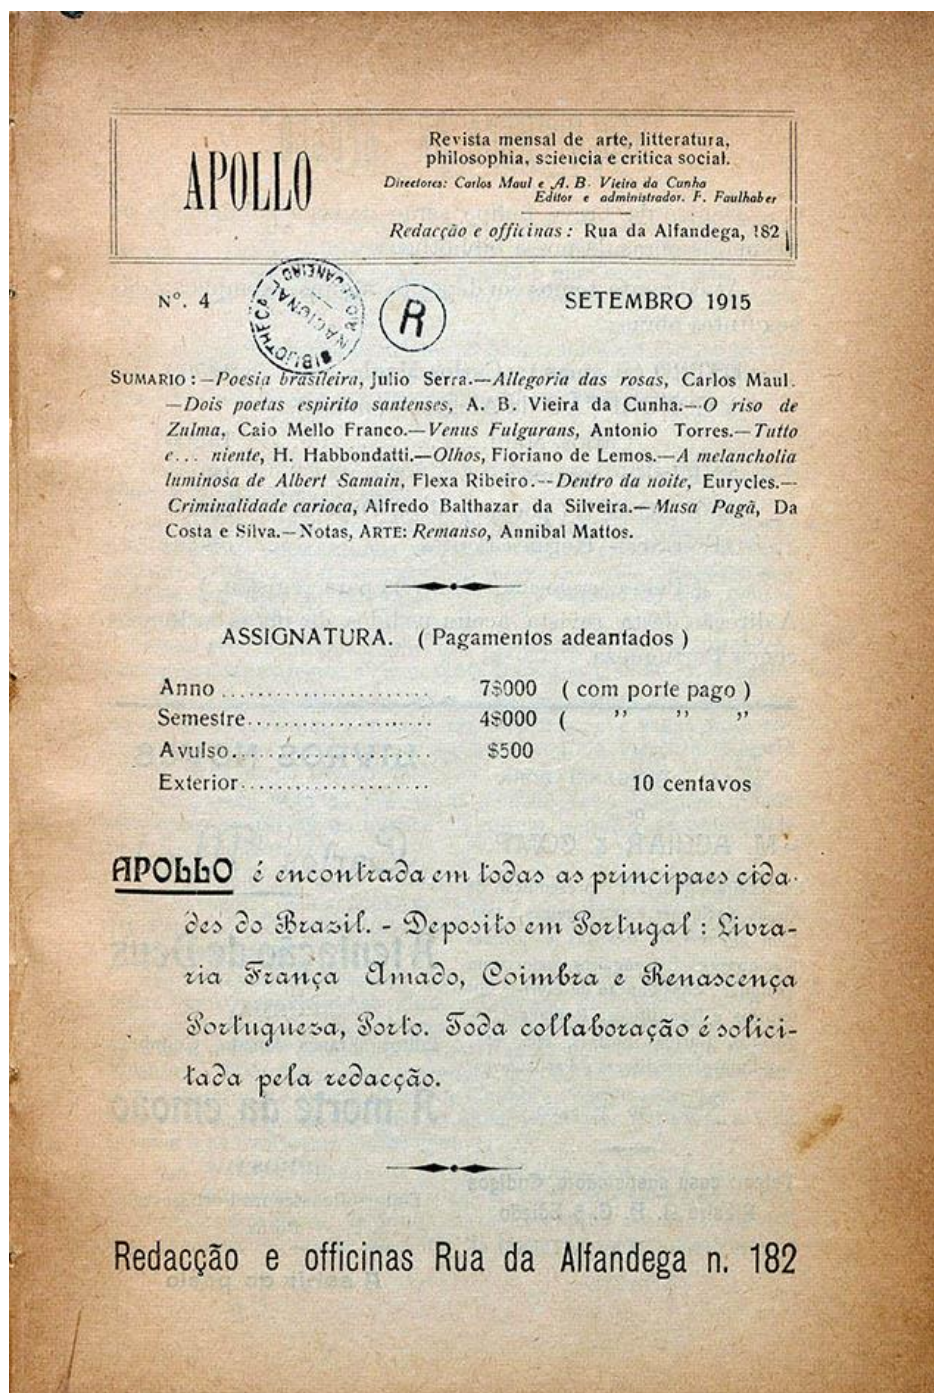 APOLLO
Revista mensal de arte, litteratura,
philosophia, sciencia e critica social.
Directores: Carlos Maul e A. B. Vieira da Cunha
Editor e administrador. F. Faulhaber
Redacção e officinas: Rua da Alfandega, 182
Nº. 4
BIBLIOTHECA NACIONAL RIO DE JANEIRO
R
SETEMBRO 1915
SUMARIO:—Poesia brasileira, Julio Serra.—Allegoria das rosas, Carlos Maul.
—Dois poetas espirito santenses, A. B. Vieira da Cunha.—O riso de
Zulma, Caio Mello Franco.—Venus Fulgurans, Antonio Torres.—Tutto
e... niente, H. Habbondatti.—Olhos, Floriano de Lemos.—A melancholia
luminosa de Albert Samain, Flexa Ribeiro.--Dentro da noite, Eurycles.—
Criminalidade carioca, Alfredo Balthazar da Silveira.—Musa Pagã, Da
Costa e Silva.—Notas, ARTE: Remanso, Annibal Mattos.
ASSIGNATURA. (Pagamentos adeantados)
Anno ....................... 7$000 (com porte pago)
Semestre.................... 4$000 ( " " "
Avulso...................... $500
Exterior.................... 10 centavos
APOLLO é encontrada em todas as principaes cida-
des do Brazil. - Deposito em Portugal: Livra-
ria França Amado, Coimbra e Renascença
Portugueza, Porto. Toda collaboração é solici-
tada pela redacção.
Redacção e officinas Rua da Alfandega n. 182